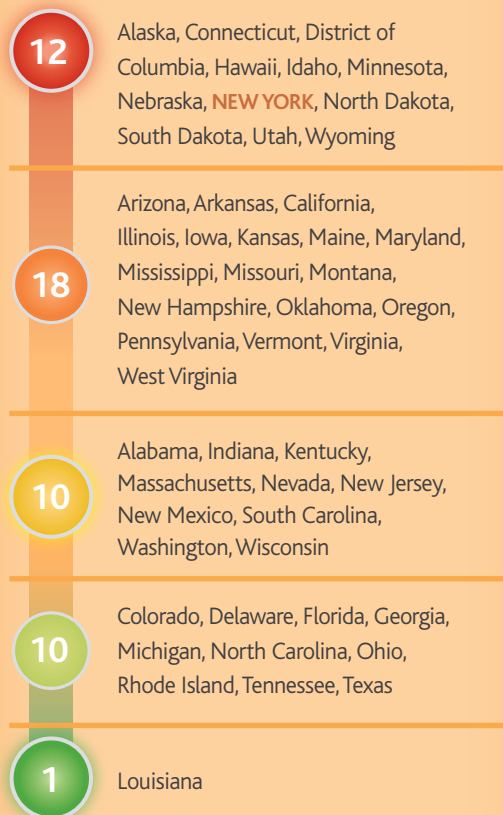 12
Alaska, Connecticut, District of
Columbia, Hawaii, Idaho, Minnesota,
Nebraska, NEW YORK, North Dakota,
South Dakota, Utah, Wyoming
18
Arizona, Arkansas, California,
Illinois, Iowa, Kansas, Maine, Maryland,
Mississippi, Missouri, Montana,
New Hampshire, Oklahoma, Oregon,
Pennsylvania, Vermont, Virginia,
West Virginia
10
Alabama, Indiana, Kentucky,
Massachusetts, Nevada, New Jersey,
New Mexico, South Carolina,
Washington, Wisconsin
10
Colorado, Delaware, Florida, Georgia,
Michigan, North Carolina, Ohio,
Rhode Island, Tennessee, Texas
1
Louisiana